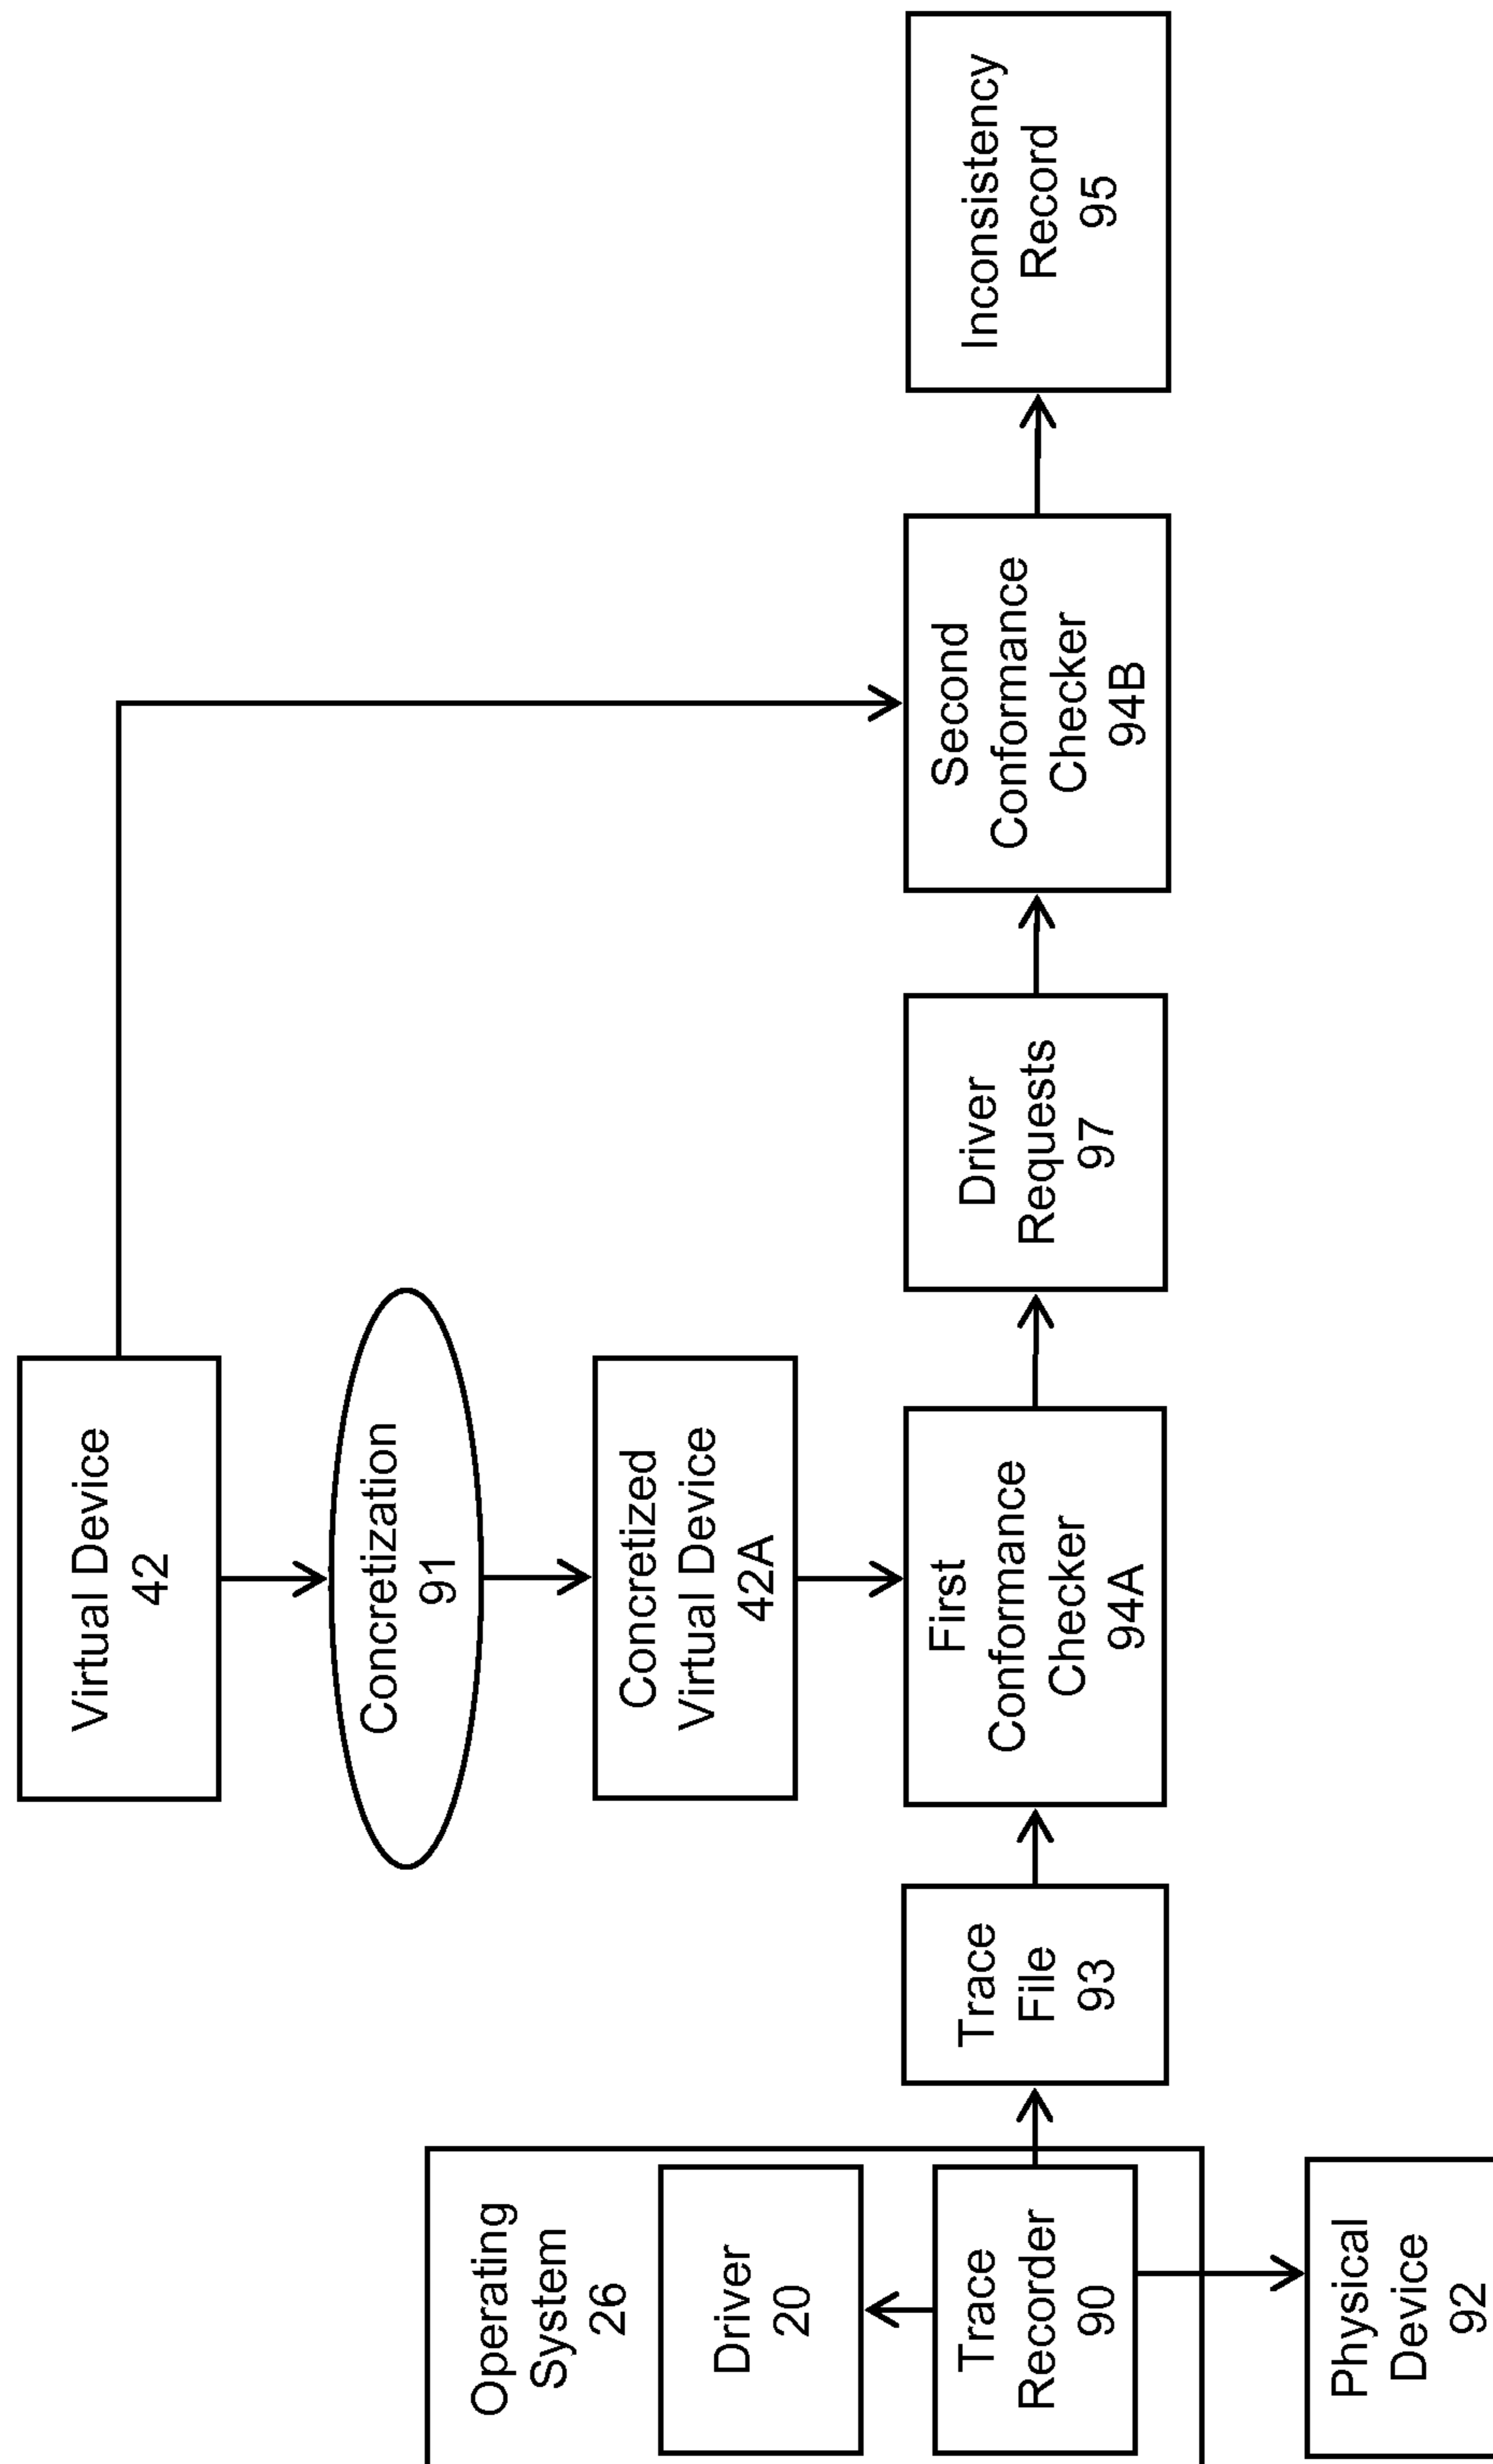 Virtual Device
42
Concretization
91
Concretized
Virtual Device
42A
Operating
System
26
Driver
20
Trace
Recorder
90
Physical
Device
92
Trace
File
93
First
Conformance
Checker
94A
Driver
Requests
97
Second
Conformance
Checker
94B
Inconsistency
Record
95